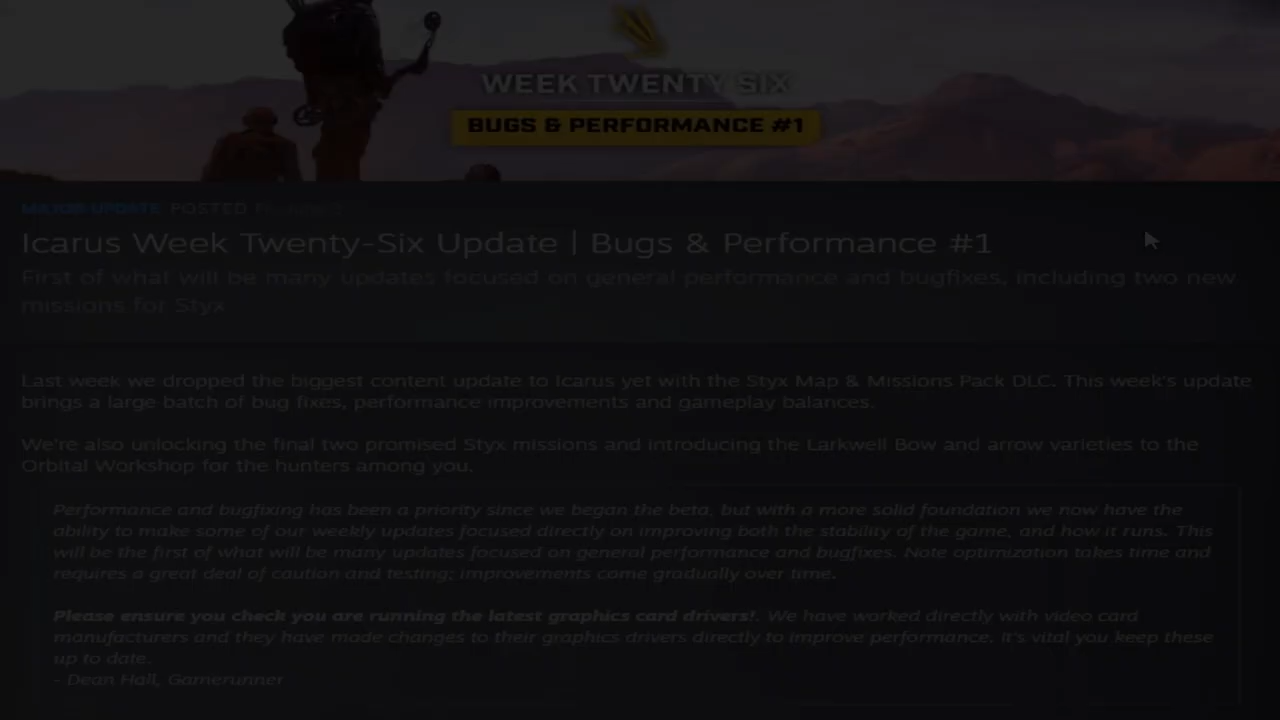 WEEK TWENTY SIX
BUGS & PERFORMANCE #1
MAJOR UPDATE POSTED
Icarus Week Twenty-Six Update | Bugs & Performance #1
First of what will be many updates focused on general performance and bugfixes, including two new
missions for Styx
Last week we dropped the biggest content update to Icarus yet with the Styx Map & Missions Pack DLC. This week's update
brings a large batch of bug fixes, performance improvements and gameplay balances.
We're also unlocking the final two promised Styx missions and introducing the Larkwell Bow and arrow varieties to the
Orbital Workshop for the hunters among you.
Performance and bugfixing has been a priority since we began the beta, but with a more solid foundation we now have the
ability to make some of our weekly updates focused directly on improving both the stability of the game, and how it runs. This
will be the first of what will be many updates focused on general performance and bugfixes. Note optimization takes time and
requires a great deal of caution and testing; improvements come gradually over time.
Please ensure you check you are running the latest graphics card drivers!. We have worked directly with video card
manufacturers and they have made changes to their graphics drivers directly to improve performance. It's vital you keep these
up to date.
- Dean Hall, Gamerunner